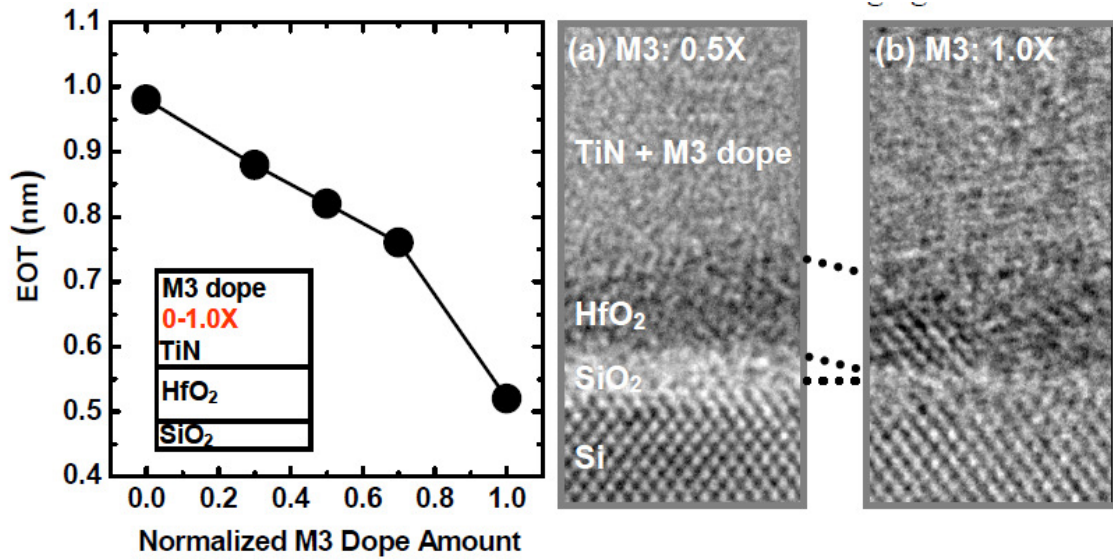 1.1
1.0
0.9
0.8
0.7
0.6
0.5
0.4
EOT (nm)
M3 dope
0-1.0X
TiN
HfO₂
SiO₂
0.0 0.2 0.4 0.6 0.8 1.0
Normalized M3 Dope Amount
(a) M3: 0.5X
TiN + M3 dope
HfO₂
SiO₂
Si
(b) M3: 1.0X